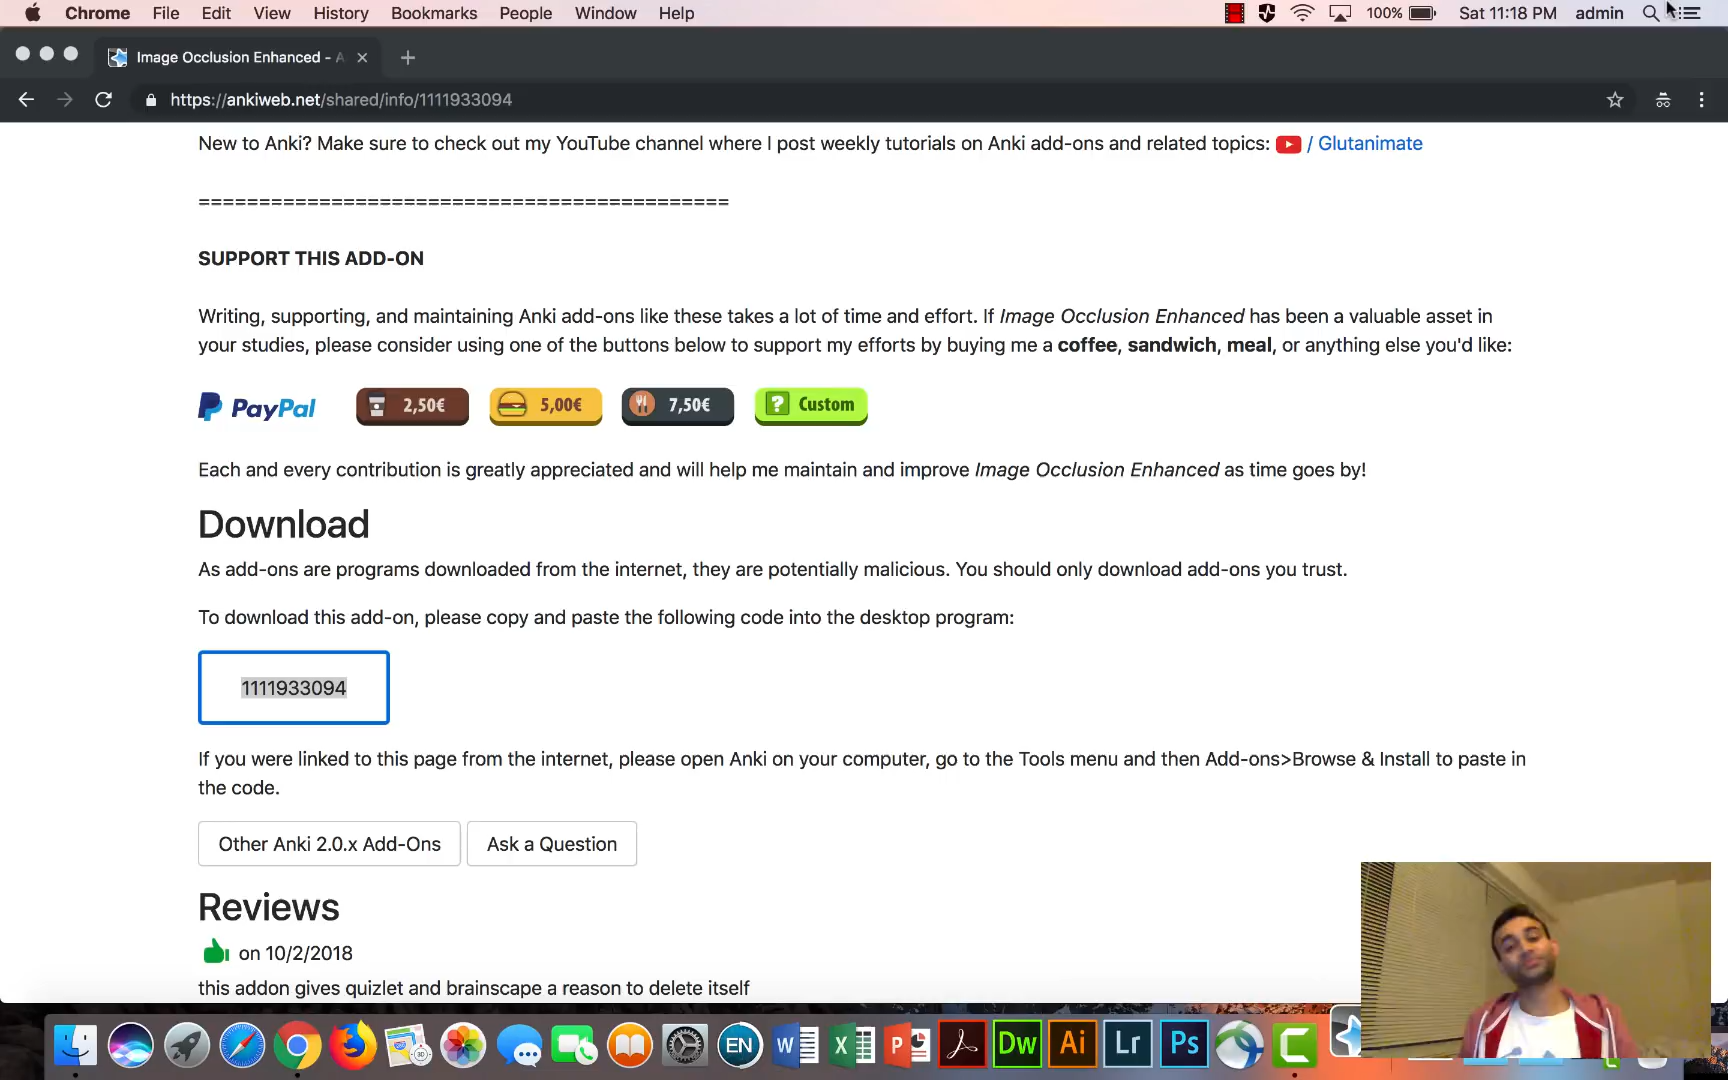 Chrome File Edit View History Bookmarks People Window Help 100% Sat 11:18 PM admin
Image Occlusion Enhanced - A
https://ankiweb.net/shared/info/1111933094
New to Anki? Make sure to check out my YouTube channel where I post weekly tutorials on Anki add-ons and related topics: / Glutanimate
============================================
SUPPORT THIS ADD-ON
Writing, supporting, and maintaining Anki add-ons like these takes a lot of time and effort. If Image Occlusion Enhanced has been a valuable asset in
your studies, please consider using one of the buttons below to support my efforts by buying me a coffee, sandwich, meal, or anything else you'd like:
PayPal 2,50€ 5,00€ 7,50€ ? Custom
Each and every contribution is greatly appreciated and will help me maintain and improve Image Occlusion Enhanced as time goes by!
Download
As add-ons are programs downloaded from the internet, they are potentially malicious. You should only download add-ons you trust.
To download this add-on, please copy and paste the following code into the desktop program:
1111933094
If you were linked to this page from the internet, please open Anki on your computer, go to the Tools menu and then Add-ons>Browse & Install to paste in
the code.
Other Anki 2.0.x Add-Ons Ask a Question
Reviews
on 10/2/2018
this addon gives quizlet and brainscape a reason to delete itself
EN W X P Dw Ai Lr Ps C